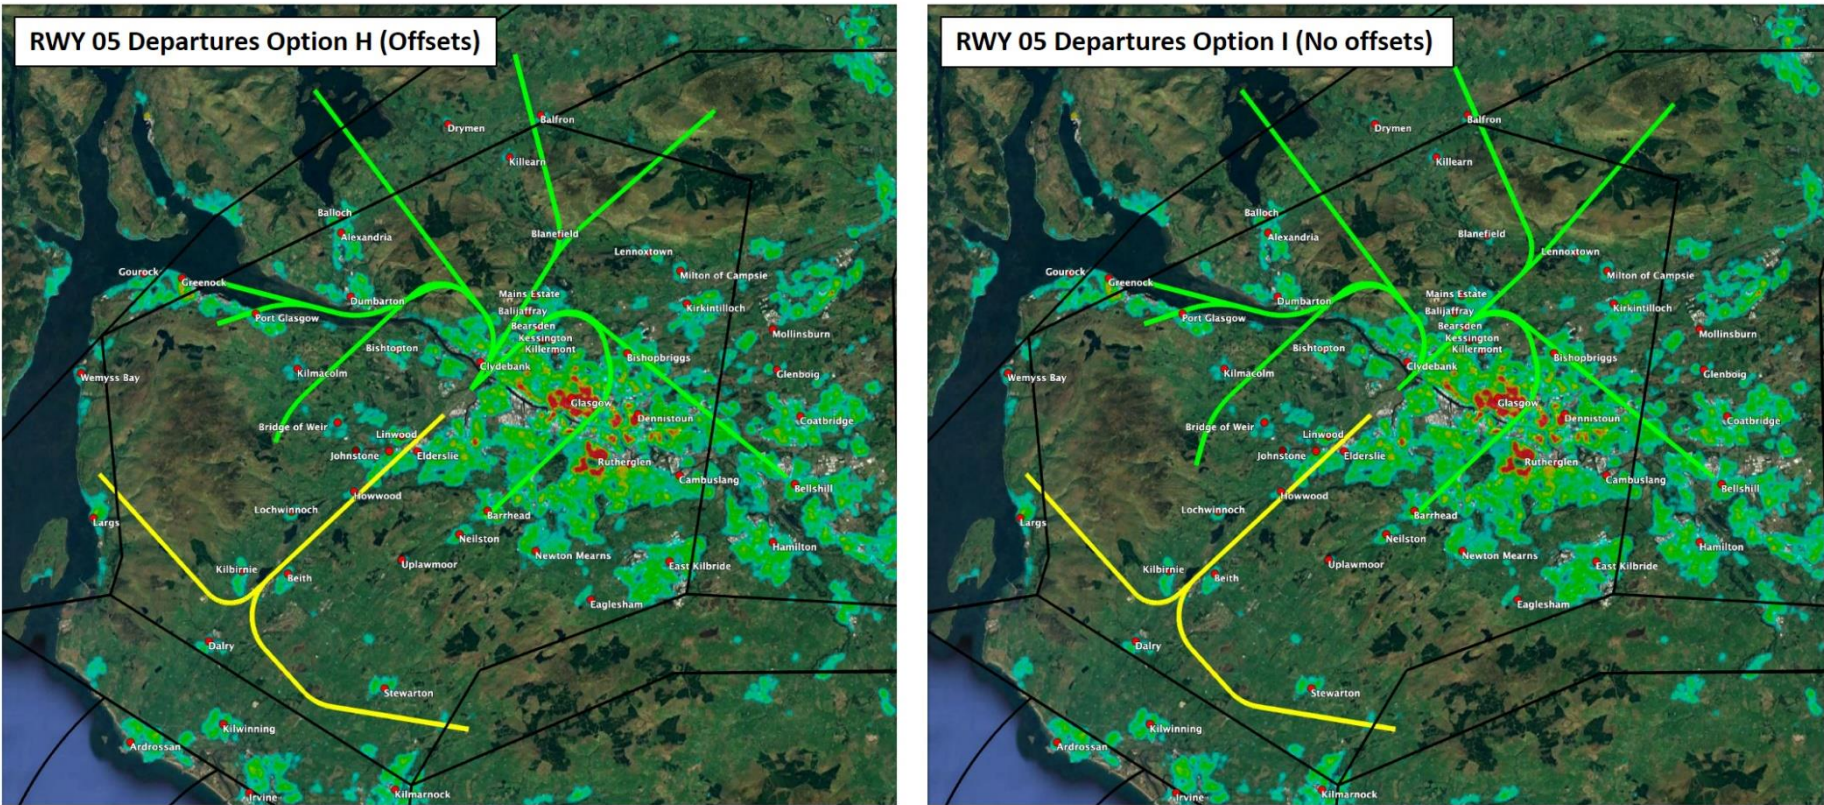 RWY 05 Departures Option H (Offsets)
Drymen
Balfron
Killearn
Balloch
Alexandria
Blanefield
Lennoxtown
Gourock
Greenock
Milton of Campsie
Dumbarton
Mains Estate
Port Glasgow
Balijaffray
Kirkintilloch
Bearsden
Kessington
Mollinsburn
Bishtopton
Killermont
Bishopbriggs
Clydebank
Wemyss Bay
Kilmacolm
Glenboig
Glasgow
Dennistoun
Coatbridge
Bridge of Weir
Linwood
Johnstone
Elderslie
Rutherglen
Cambuslang
Bellshill
Howwood
Lochwinnoch
Barrhead
Largs
Neilston
Newton Mearns
Hamilton
Uplawmoor
East Kilbride
Kilbirnie
Beith
Eaglesham
Dalry
Stewarton
Kilwinning
Ardrossan
Irvine
Kilmarnock
RWY 05 Departures Option I (No offsets)
Drymen
Balfron
Killearn
Balloch
Alexandria
Blanefield
Lennoxtown
Gourock
Greenock
Milton of Campsie
Dumbarton
Mains Estate
Port Glasgow
Balijaffray
Kirkintilloch
Bearsden
Kessington
Mollinsburn
Bishtopton
Killermont
Bishopbriggs
Clydebank
Wemyss Bay
Kilmacolm
Glenboig
Glasgow
Dennistoun
Coatbridge
Bridge of Weir
Linwood
Johnstone
Elderslie
Rutherglen
Cambuslang
Bellshill
Howwood
Lochwinnoch
Barrhead
Largs
Neilston
Newton Mearns
Hamilton
Uplawmoor
East Kilbride
Kilbirnie
Beith
Eaglesham
Dalry
Stewarton
Kilwinning
Ardrossan
Irvine
Kilmarnock